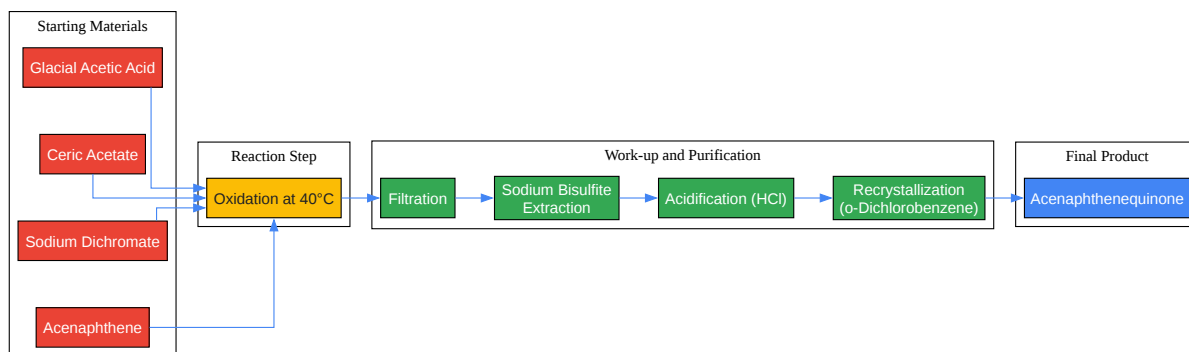 Starting Materials
Glacial Acetic Acid
Ceric Acetate
Sodium Dichromate
Acenaphthene
Reaction Step
Oxidation at 40°C
Work-up and Purification
Filtration
Sodium Bisulfite
Extraction
Acidification (HCl)
Recrystallization
(o-Dichlorobenzene)
Final Product
Acenaphthenequinone